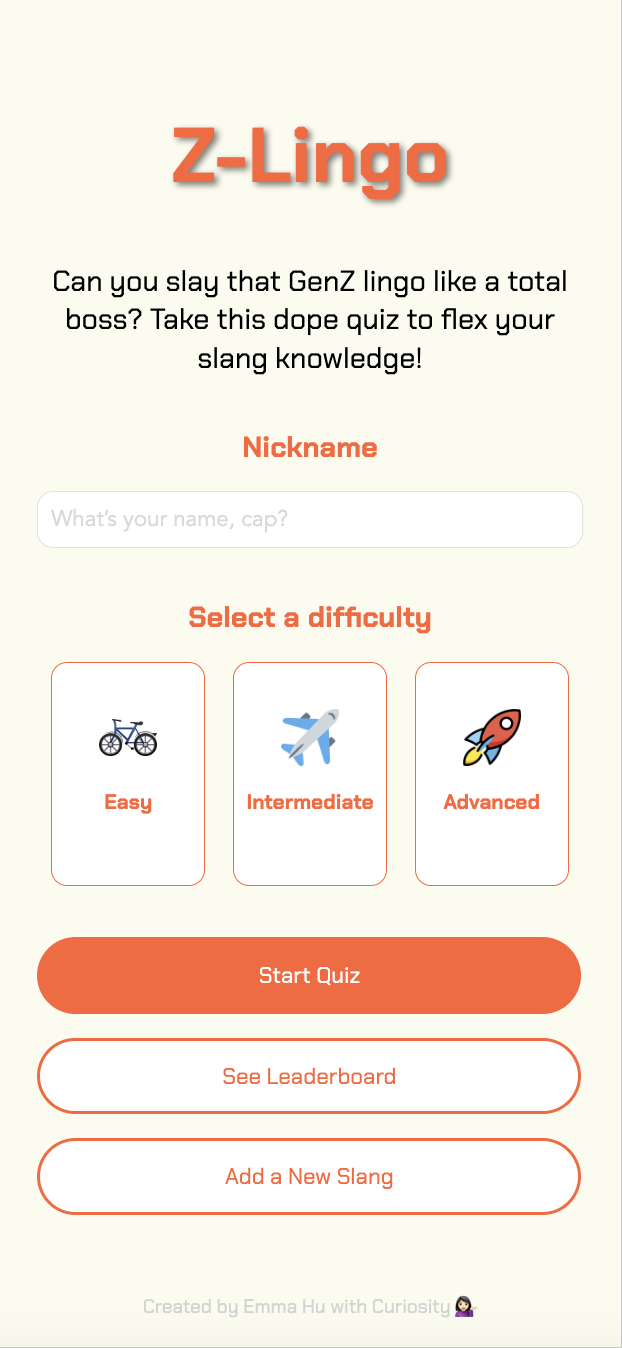 Z-Lingo
Can you slay that GenZ lingo like a total
boss? Take this dope quiz to flex your
slang knowledge!
Nickname
What's your name, cap?
Select a difficulty
Easy
Intermediate
Advanced
Start Quiz
See Leaderboard
Add a New Slang
Created by Emma Hu with Curiosity 💁🏻‍♀️